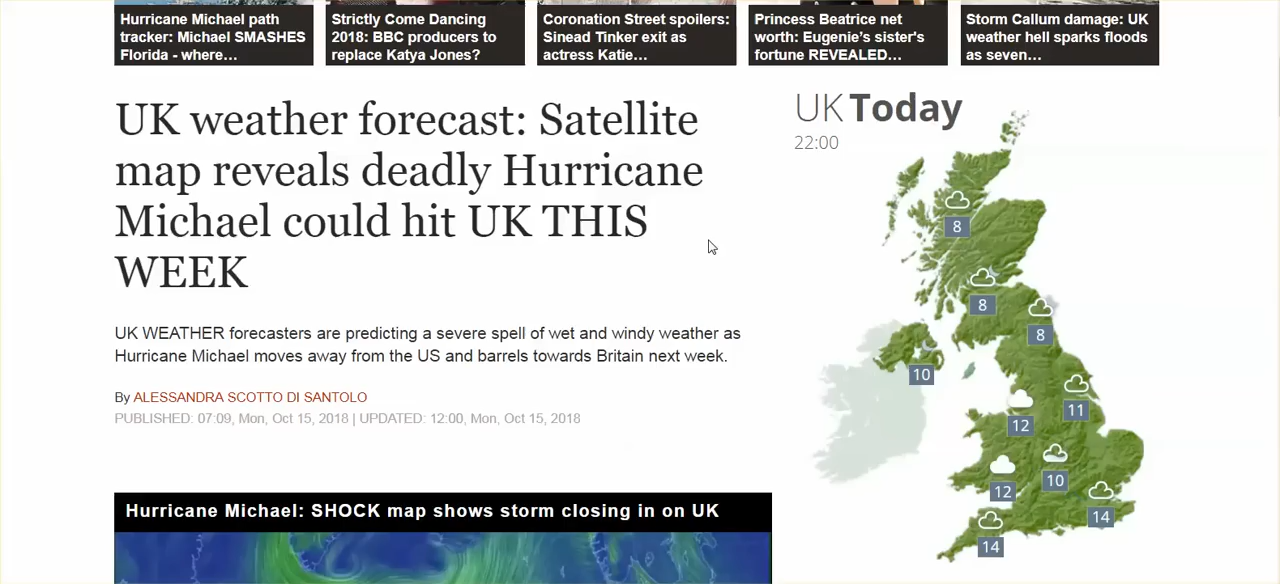 Hurricane Michael path
tracker: Michael SMASHES
Florida - where...
Strictly Come Dancing
2018: BBC producers to
replace Katya Jones?
Coronation Street spoilers:
Sinead Tinker exit as
actress Katie...
Princess Beatrice net
worth: Eugenie’s sister's
fortune REVEALED...
Storm Callum damage: UK
weather hell sparks floods
as seven...
UK weather forecast: Satellite
map reveals deadly Hurricane
Michael could hit UK THIS
WEEK
UK WEATHER forecasters are predicting a severe spell of wet and windy weather as
Hurricane Michael moves away from the US and barrels towards Britain next week.
By ALESSANDRA SCOTTO DI SANTOLO
PUBLISHED: 07:09, Mon, Oct 15, 2018 | UPDATED: 12:00, Mon, Oct 15, 2018
Hurricane Michael: SHOCK map shows storm closing in on UK
UK Today
22:00
8
8
8
10
11
12
10
12
14
14